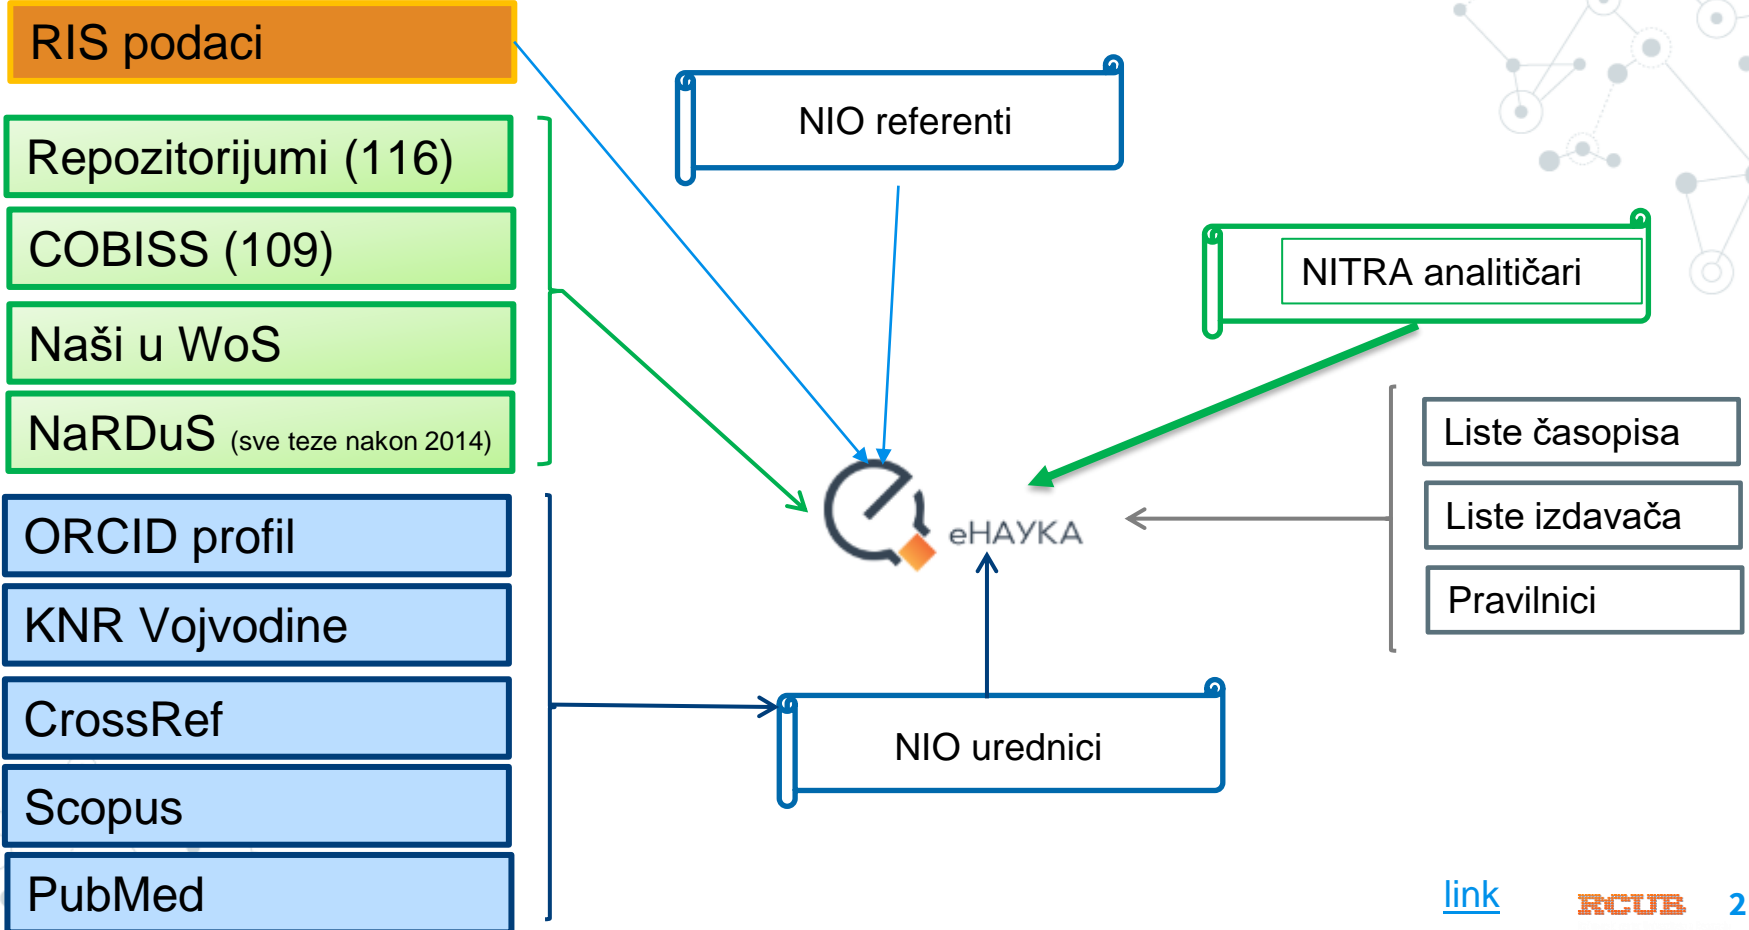 RIS podaci
Repozitorijumi (116)
COBISS (109)
Naši u WoS
NaRDuS (sve teze nakon 2014)
ORCID profil
KNR Vojvodine
CrossRef
Scopus
PubMed
NIO referenti
NITRA analitičari
eНАУКА
NIO urednici
Liste časopisa
Liste izdavača
Pravilnici
link
RCUB
2